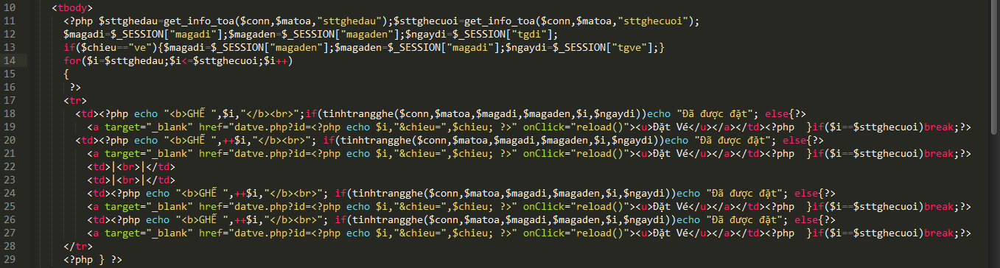 10 <tbody>
11 <?php $sttghedau=get_info_toa($conn,$matoa,"sttghedau");$sttghecuoi=get_info_toa($conn,$matoa,"sttghecuoi");
12 $magadi=$_SESSION["magadi"];$magaden=$_SESSION["magaden"];$ngaydi=$_SESSION["tgdi"];
13 if($chieu=="ve"){$magadi=$_SESSION["magaden"];$magaden=$_SESSION["magadi"];$ngaydi=$_SESSION["tgve"];}
14 for($i=$sttghedau;$i<=$sttghecuoi;$i++)
15 {
16 ?>
17 <tr>
18 <td><?php echo "<b>GHẾ ",$i,"</b><br>";if(tinhtrangghe($conn,$matoa,$magadi,$magaden,$i,$ngaydi))echo "Đã được đặt"; else{?>
19 <a target="_blank" href="datve.php?id=<?php echo $i,"&chieu=",$chieu; ?>" onClick="reload()"><u>Đặt Vé</u></a></td><?php  }if($i==$sttghecuoi)break;?>
20 <td><?php echo "<b>GHẾ ",++$i,"</b><br>"; if(tinhtrangghe($conn,$matoa,$magadi,$magaden,$i,$ngaydi))echo "Đã được đặt"; else{?>
21 <a target="_blank" href="datve.php?id=<?php echo $i,"&chieu=",$chieu; ?>" onClick="reload()"><u>Đặt Vé</u></a></td><?php  }if($i==$sttghecuoi)break;?>
22 <td>|<br>|</td>
23 <td>|<br>|</td>
24 <td><?php echo "<b>GHẾ ",++$i,"</b><br>"; if(tinhtrangghe($conn,$matoa,$magadi,$magaden,$i,$ngaydi))echo "Đã được đặt"; else{?>
25 <a target="_blank" href="datve.php?id=<?php echo $i,"&chieu=",$chieu; ?>" onClick="reload()"><u>Đặt Vé</u></a></td><?php  }if($i==$sttghecuoi)break;?>
26 <td><?php echo "<b>GHẾ ",++$i,"</b><br>"; if(tinhtrangghe($conn,$matoa,$magadi,$magaden,$i,$ngaydi))echo "Đã được đặt"; else{?>
27 <a target="_blank" href="datve.php?id=<?php echo $i,"&chieu=",$chieu; ?>" onClick="reload()"><u>Đặt Vé</u></a></td><?php  }if($i==$sttghecuoi)break;?>
28 </tr>
29 <?php } ?>